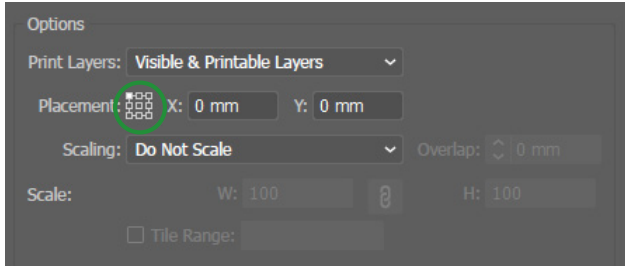 Options
Print Layers: Visible & Printable Layers
Placement: X: 0 mm Y: 0 mm
Scaling: Do Not Scale Overlap: 0 mm
Scale: W: 100 H: 100
Tile Range: